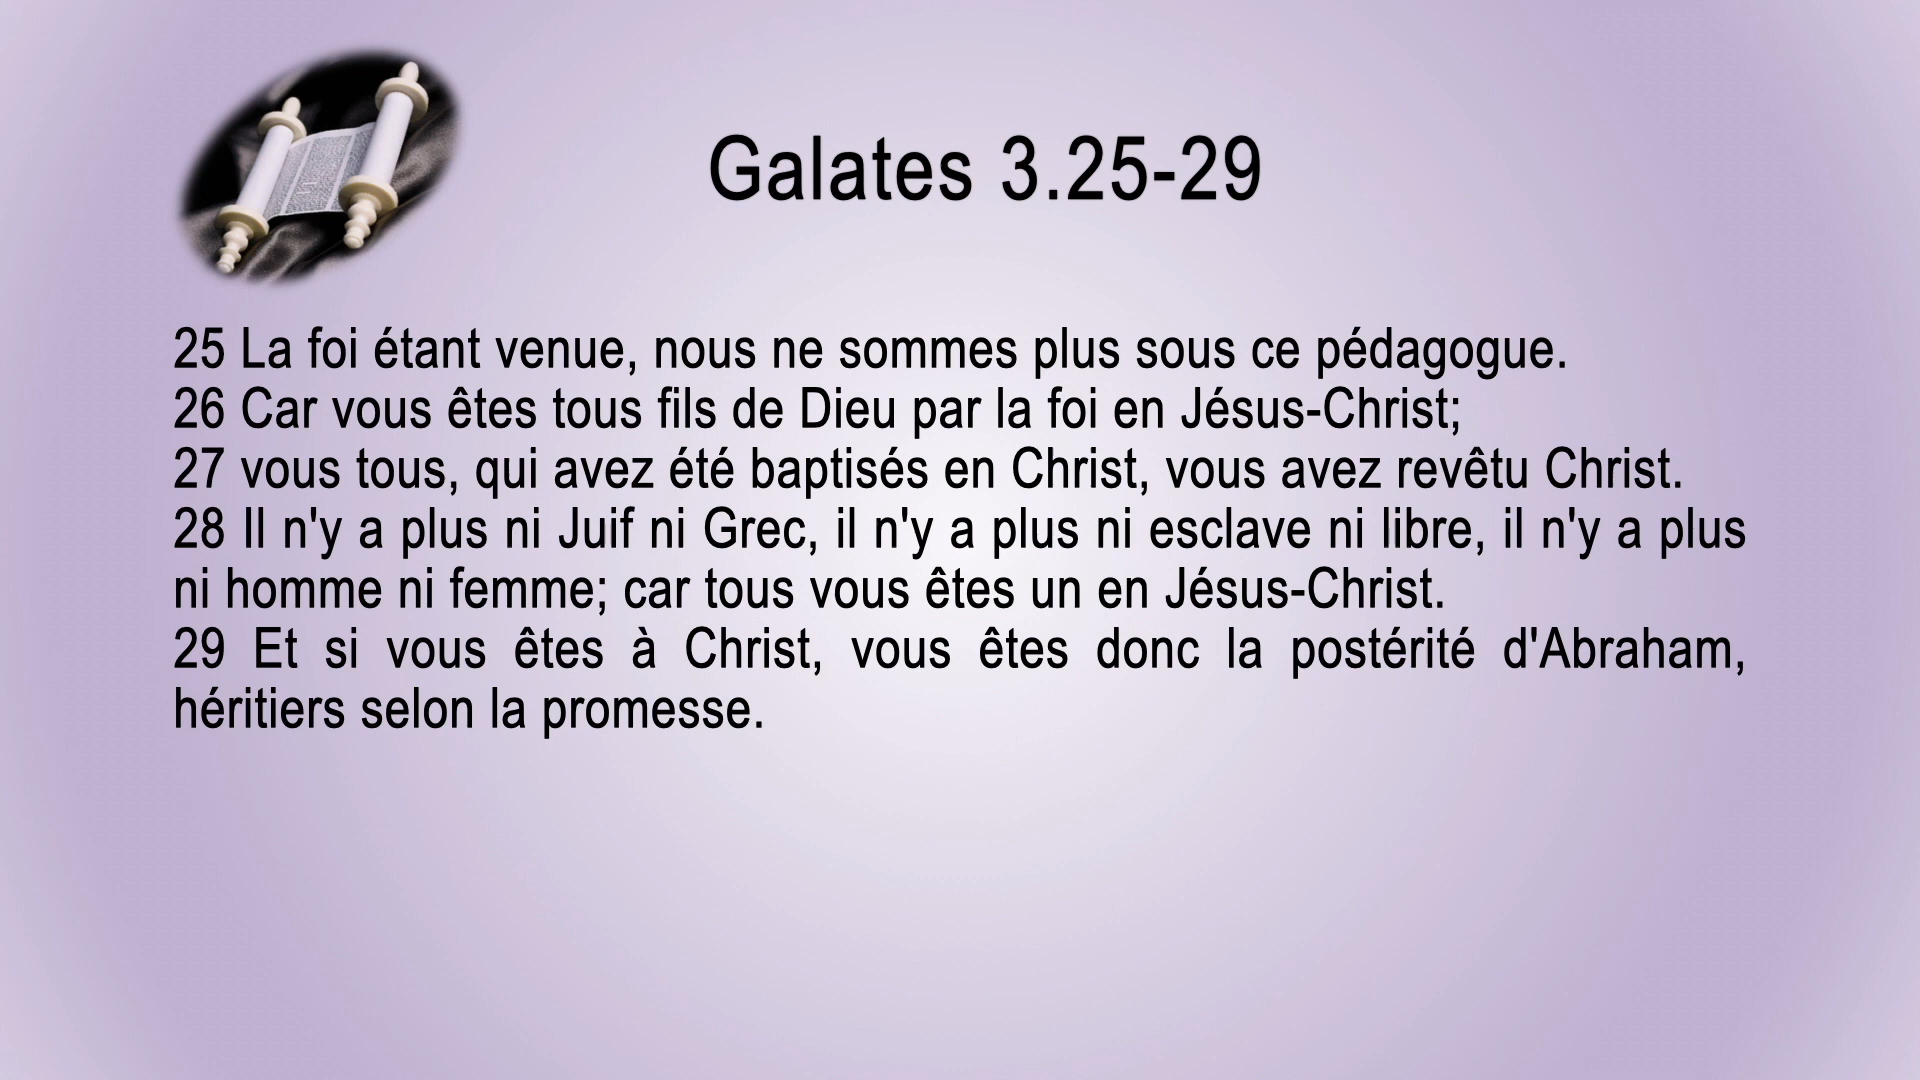 Galates 3.25-29
25 La foi étant venue, nous ne sommes plus sous ce pédagogue.
26 Car vous êtes tous fils de Dieu par la foi en Jésus-Christ;
27 vous tous, qui avez été baptisés en Christ, vous avez revêtu Christ.
28 Il n'y a plus ni Juif ni Grec, il n'y a plus ni esclave ni libre, il n'y a plus
ni homme ni femme; car tous vous êtes un en Jésus-Christ.
29 Et si vous êtes à Christ, vous êtes donc la postérité d'Abraham,
héritiers selon la promesse.